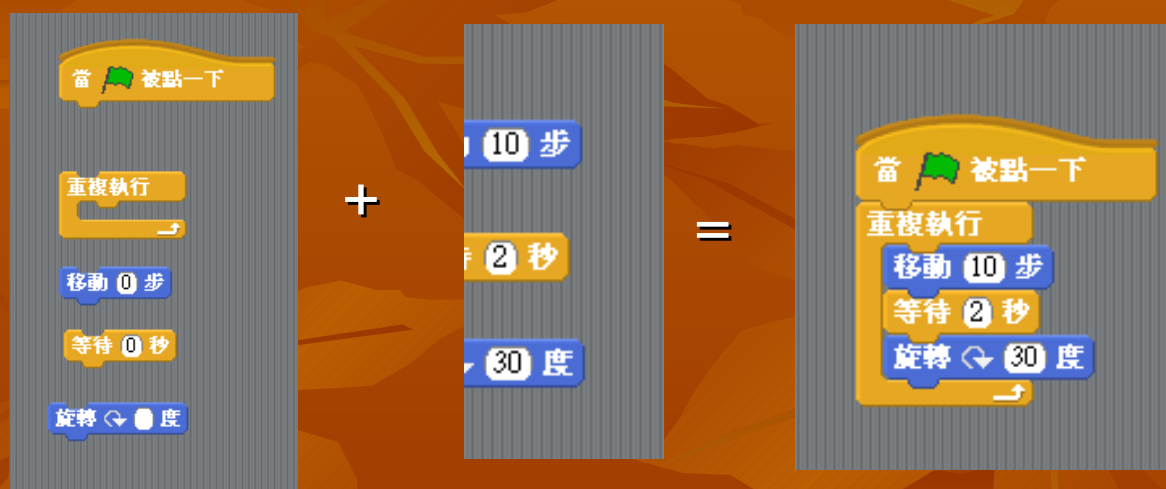 當 被點一下
重複執行
移動 0 步
等待 0 秒
旋轉 度
+
10 步
2 秒
30 度
=
當 被點一下
重複執行
移動 10 步
等待 2 秒
旋轉 30 度